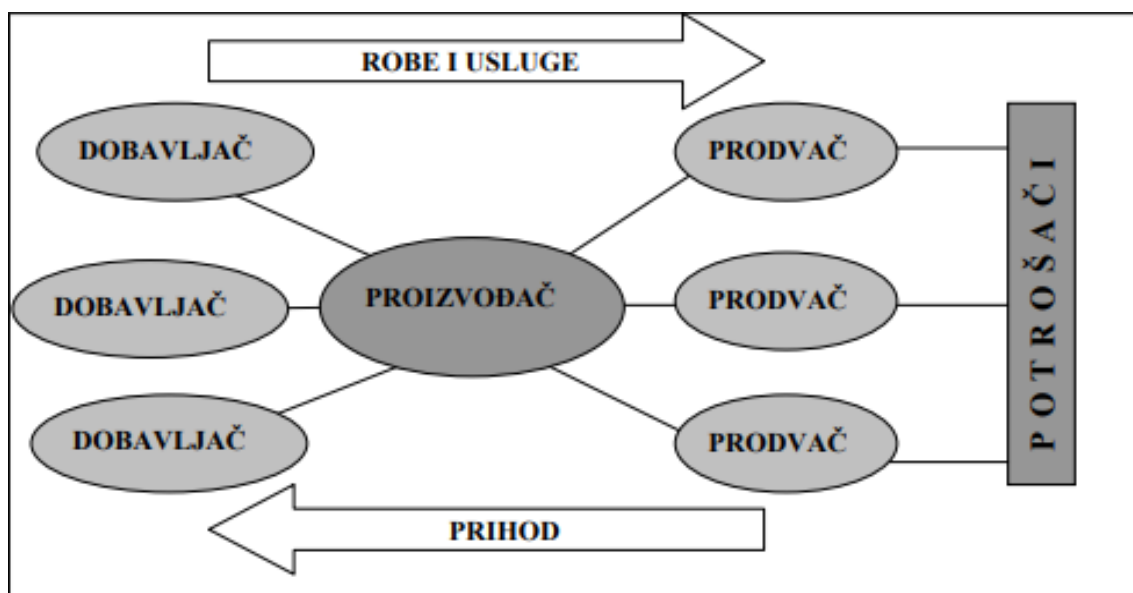 ROBE I USLUGE
DOBAVLJAČ
PRODVAČ
DOBAVLJAČ
PROIZVOĐAČ
PRODVAČ
DOBAVLJAČ
PRODVAČ
POTROŠAČI
PRIHOD